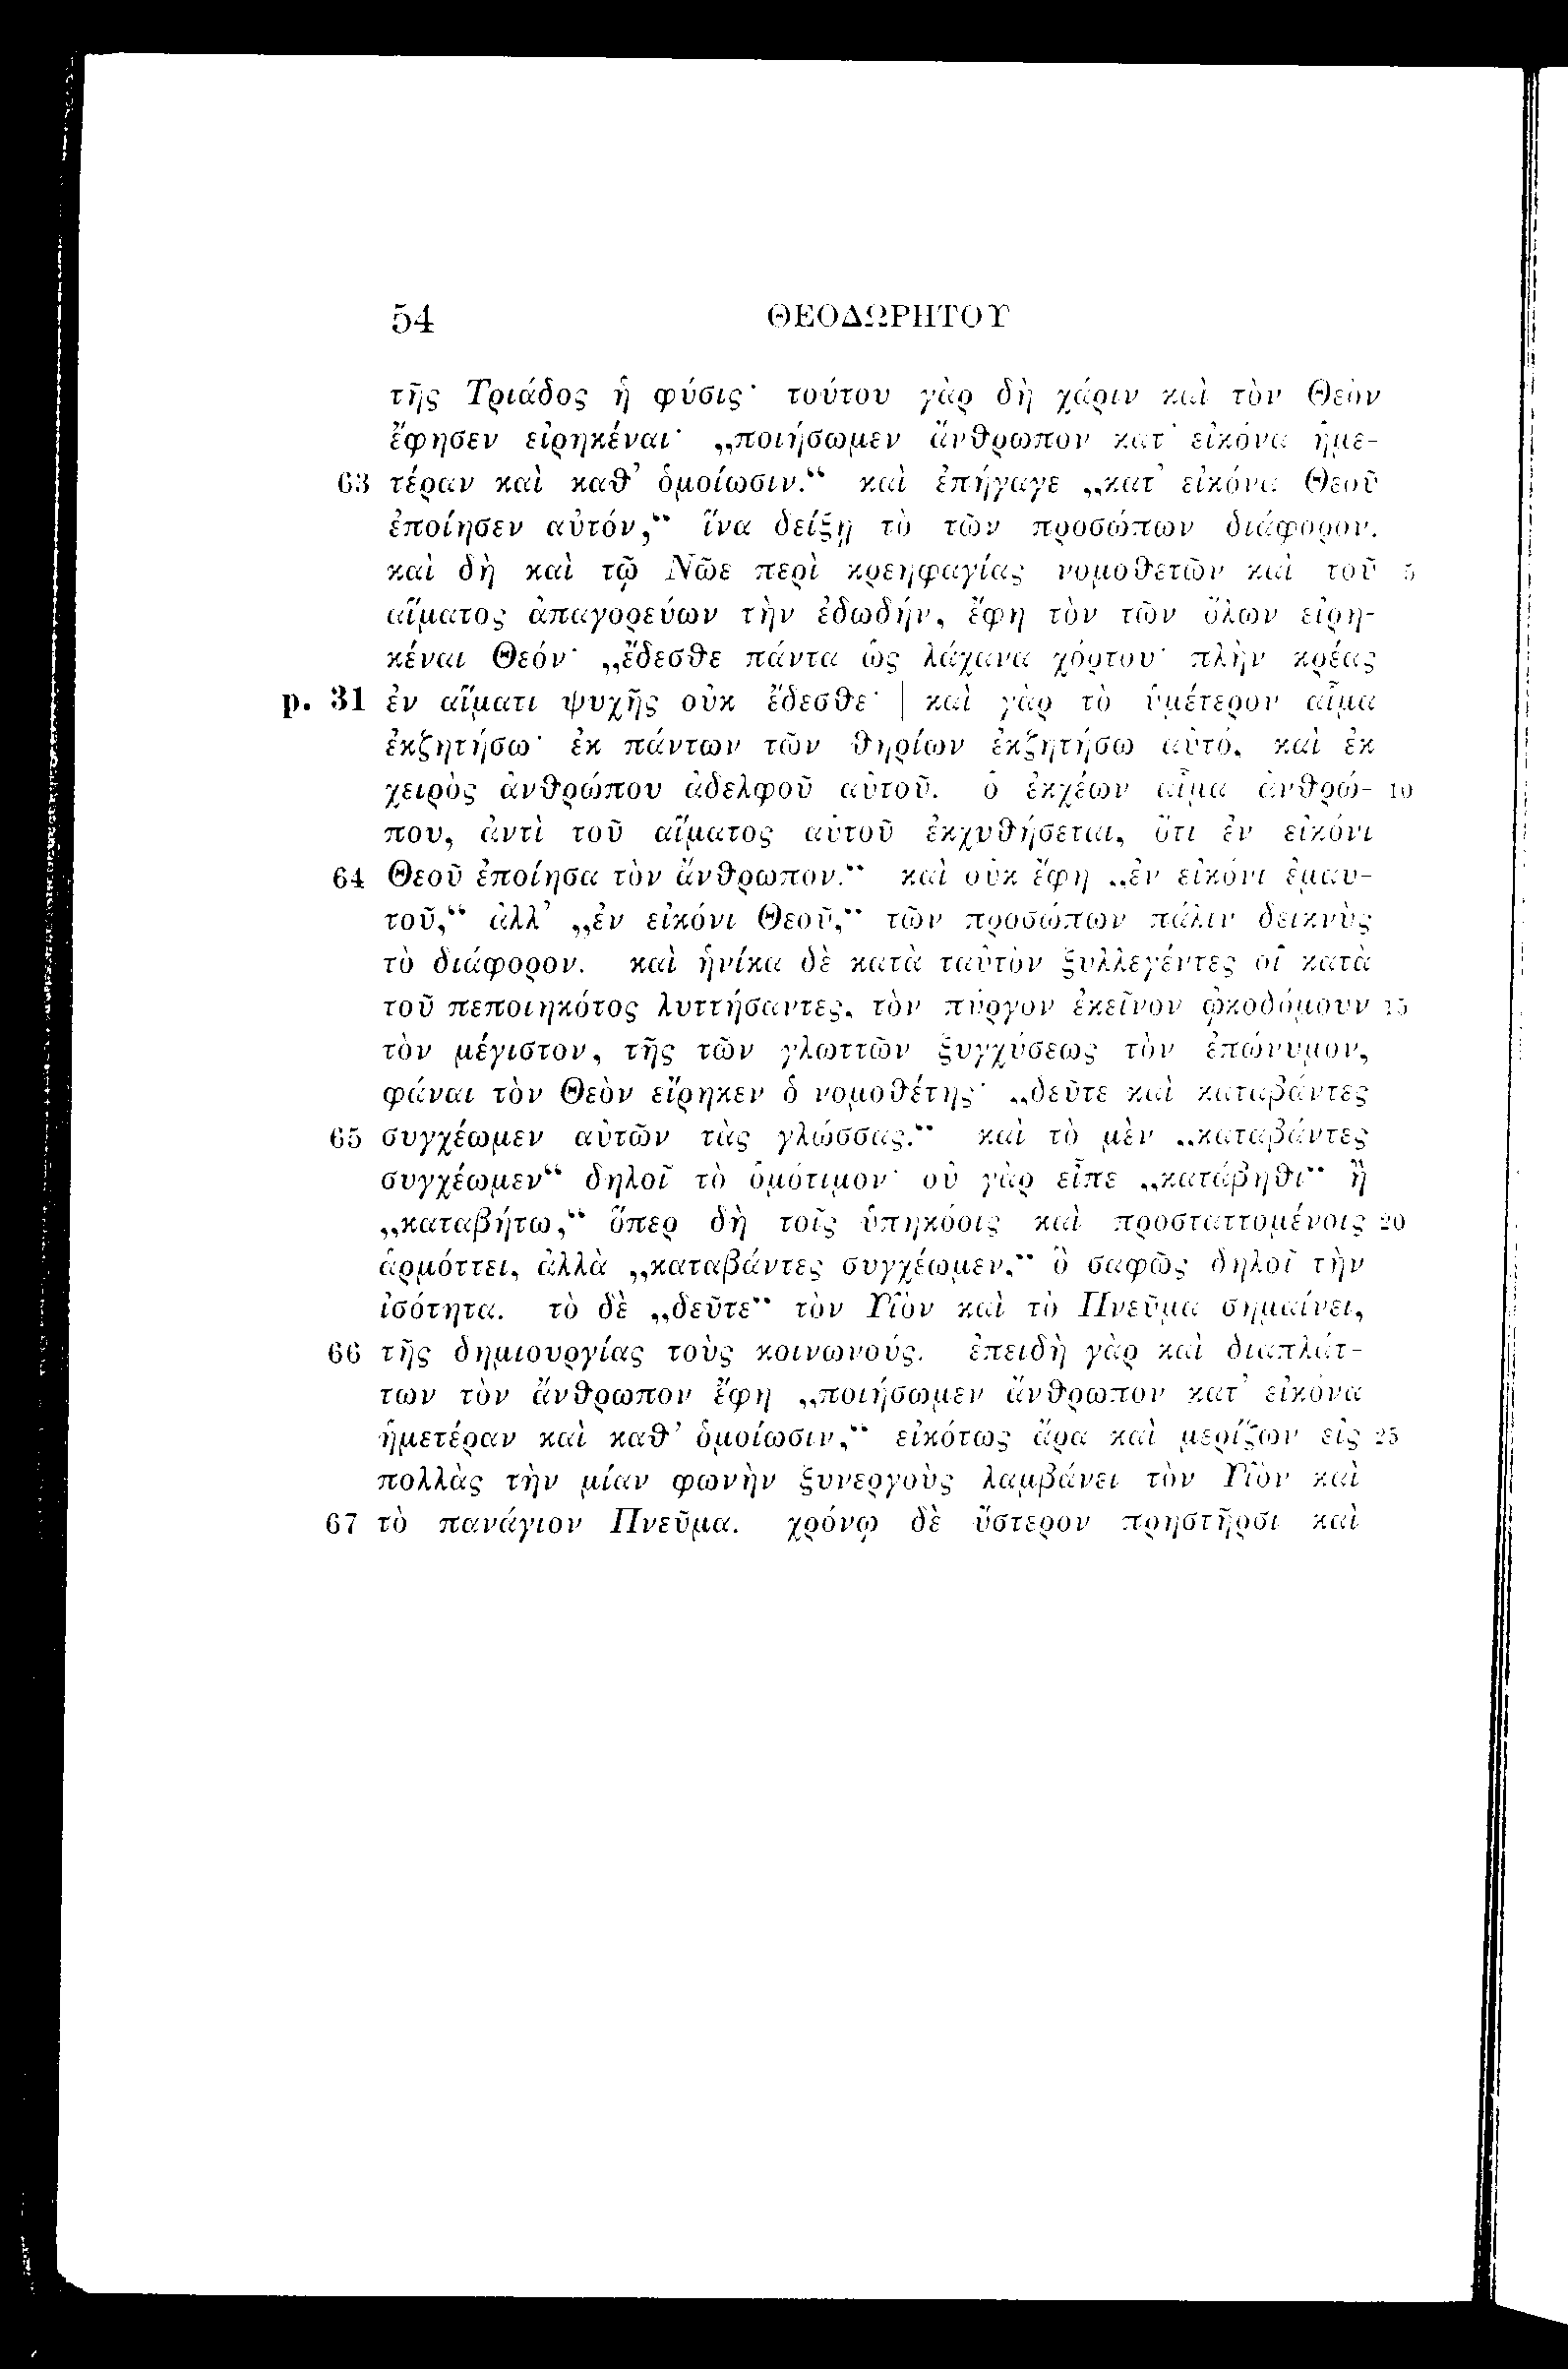 54 ΘΕΟΔΩΡΗΤΟΥ
τῆς Τριάδος ἡ φύσις· τούτου γὰρ δὴ χάριν καὶ τὸν Θεὸν
ἔφησεν εἰρηκέναι· „ποιήσωμεν ἄνθρωπον κατ’ εἰκόνα ἡμε-
63 τέραν καὶ καθ’ ὁμοίωσιν.“ καὶ ἐπήγαγε „κατ’ εἰκόνα Θεοῦ
ἐποίησεν αὐτόν,“ ἵνα δείξῃ τὸ τῶν προσώπων διάφορον.
καὶ δὴ καὶ τῷ Νῶε περὶ κρεηφαγίας νομοθετῶν καὶ τοῦ 5
αἵματος ἀπαγορεύων τὴν ἐδωδήν, ἔφη τὸν τῶν ὅλων εἰρη-
κέναι Θεόν· „ἔδεσθε πάντα ὡς λάχανα χόρτου· πλὴν κρέας
p. 31 ἐν αἵματι ψυχῆς οὐκ ἔδεσθε· | καὶ γὰρ τὸ ὑμέτερον αἷμα
ἐκζητήσω· ἐκ πάντων τῶν θηρίων ἐκζητήσω αὐτό, καὶ ἐκ
χειρὸς ἀνθρώπου ἀδελφοῦ αὐτοῦ. ὁ ἐκχέων αἷμα ἀνθρώ- 10
που, ἀντὶ τοῦ αἵματος αὐτοῦ ἐκχυθήσεται, ὅτι ἐν εἰκόνι
64 Θεοῦ ἐποίησα τὸν ἄνθρωπον.“ καὶ οὐκ ἔφη „ἐν εἰκόνι ἐμαυ-
τοῦ,“ ἀλλ’ „ἐν εἰκόνι Θεοῦ,“ τῶν προσώπων πάλιν δεικνὺς
τὸ διάφορον. καὶ ἡνίκα δὲ κατὰ ταὐτὸν ξυλλεγέντες οἱ κατὰ
τοῦ πεποιηκότος λυττήσαντες, τὸν πύργον ἐκεῖνον ᾠκοδόμουν 15
τὸν μέγιστον, τῆς τῶν γλωττῶν ξυγχύσεως τὸν ἐπώνυμον,
φάναι τὸν Θεὸν εἴρηκεν ὁ νομοθέτης· „δεῦτε καὶ καταβάντες
65 συγχέωμεν αὐτῶν τὰς γλώσσας.“ καὶ τὸ μὲν „καταβάντες
συγχέωμεν“ δηλοῖ τὸ ὁμότιμον· οὐ γὰρ εἶπε „κατάβηθι“ ἢ
„καταβήτω,“ ὅπερ δὴ τοῖς ὑπηκόοις καὶ προσταττομένοις 20
ἁρμόττει, ἀλλὰ „καταβάντες συγχέωμεν,“ ὃ σαφῶς δηλοῖ τὴν
ἰσότητα. τὸ δὲ „δεῦτε“ τὸν Υἱὸν καὶ τὸ Πνεῦμα σημαίνει,
66 τῆς δημιουργίας τοὺς κοινωνούς. ἐπειδὴ γὰρ καὶ διαπλάτ-
των τὸν ἄνθρωπον ἔφη „ποιήσωμεν ἄνθρωπον κατ’ εἰκόνα
ἡμετέραν καὶ καθ’ ὁμοίωσιν,“ εἰκότως ἄρα καὶ μερίζων εἰς 25
πολλὰς τὴν μίαν φωνὴν ξυνεργοὺς λαμβάνει τὸν Υἱὸν καὶ
67 τὸ πανάγιον Πνεῦμα. χρόνῳ δὲ ὕστερον πρηστῆρσι καὶ